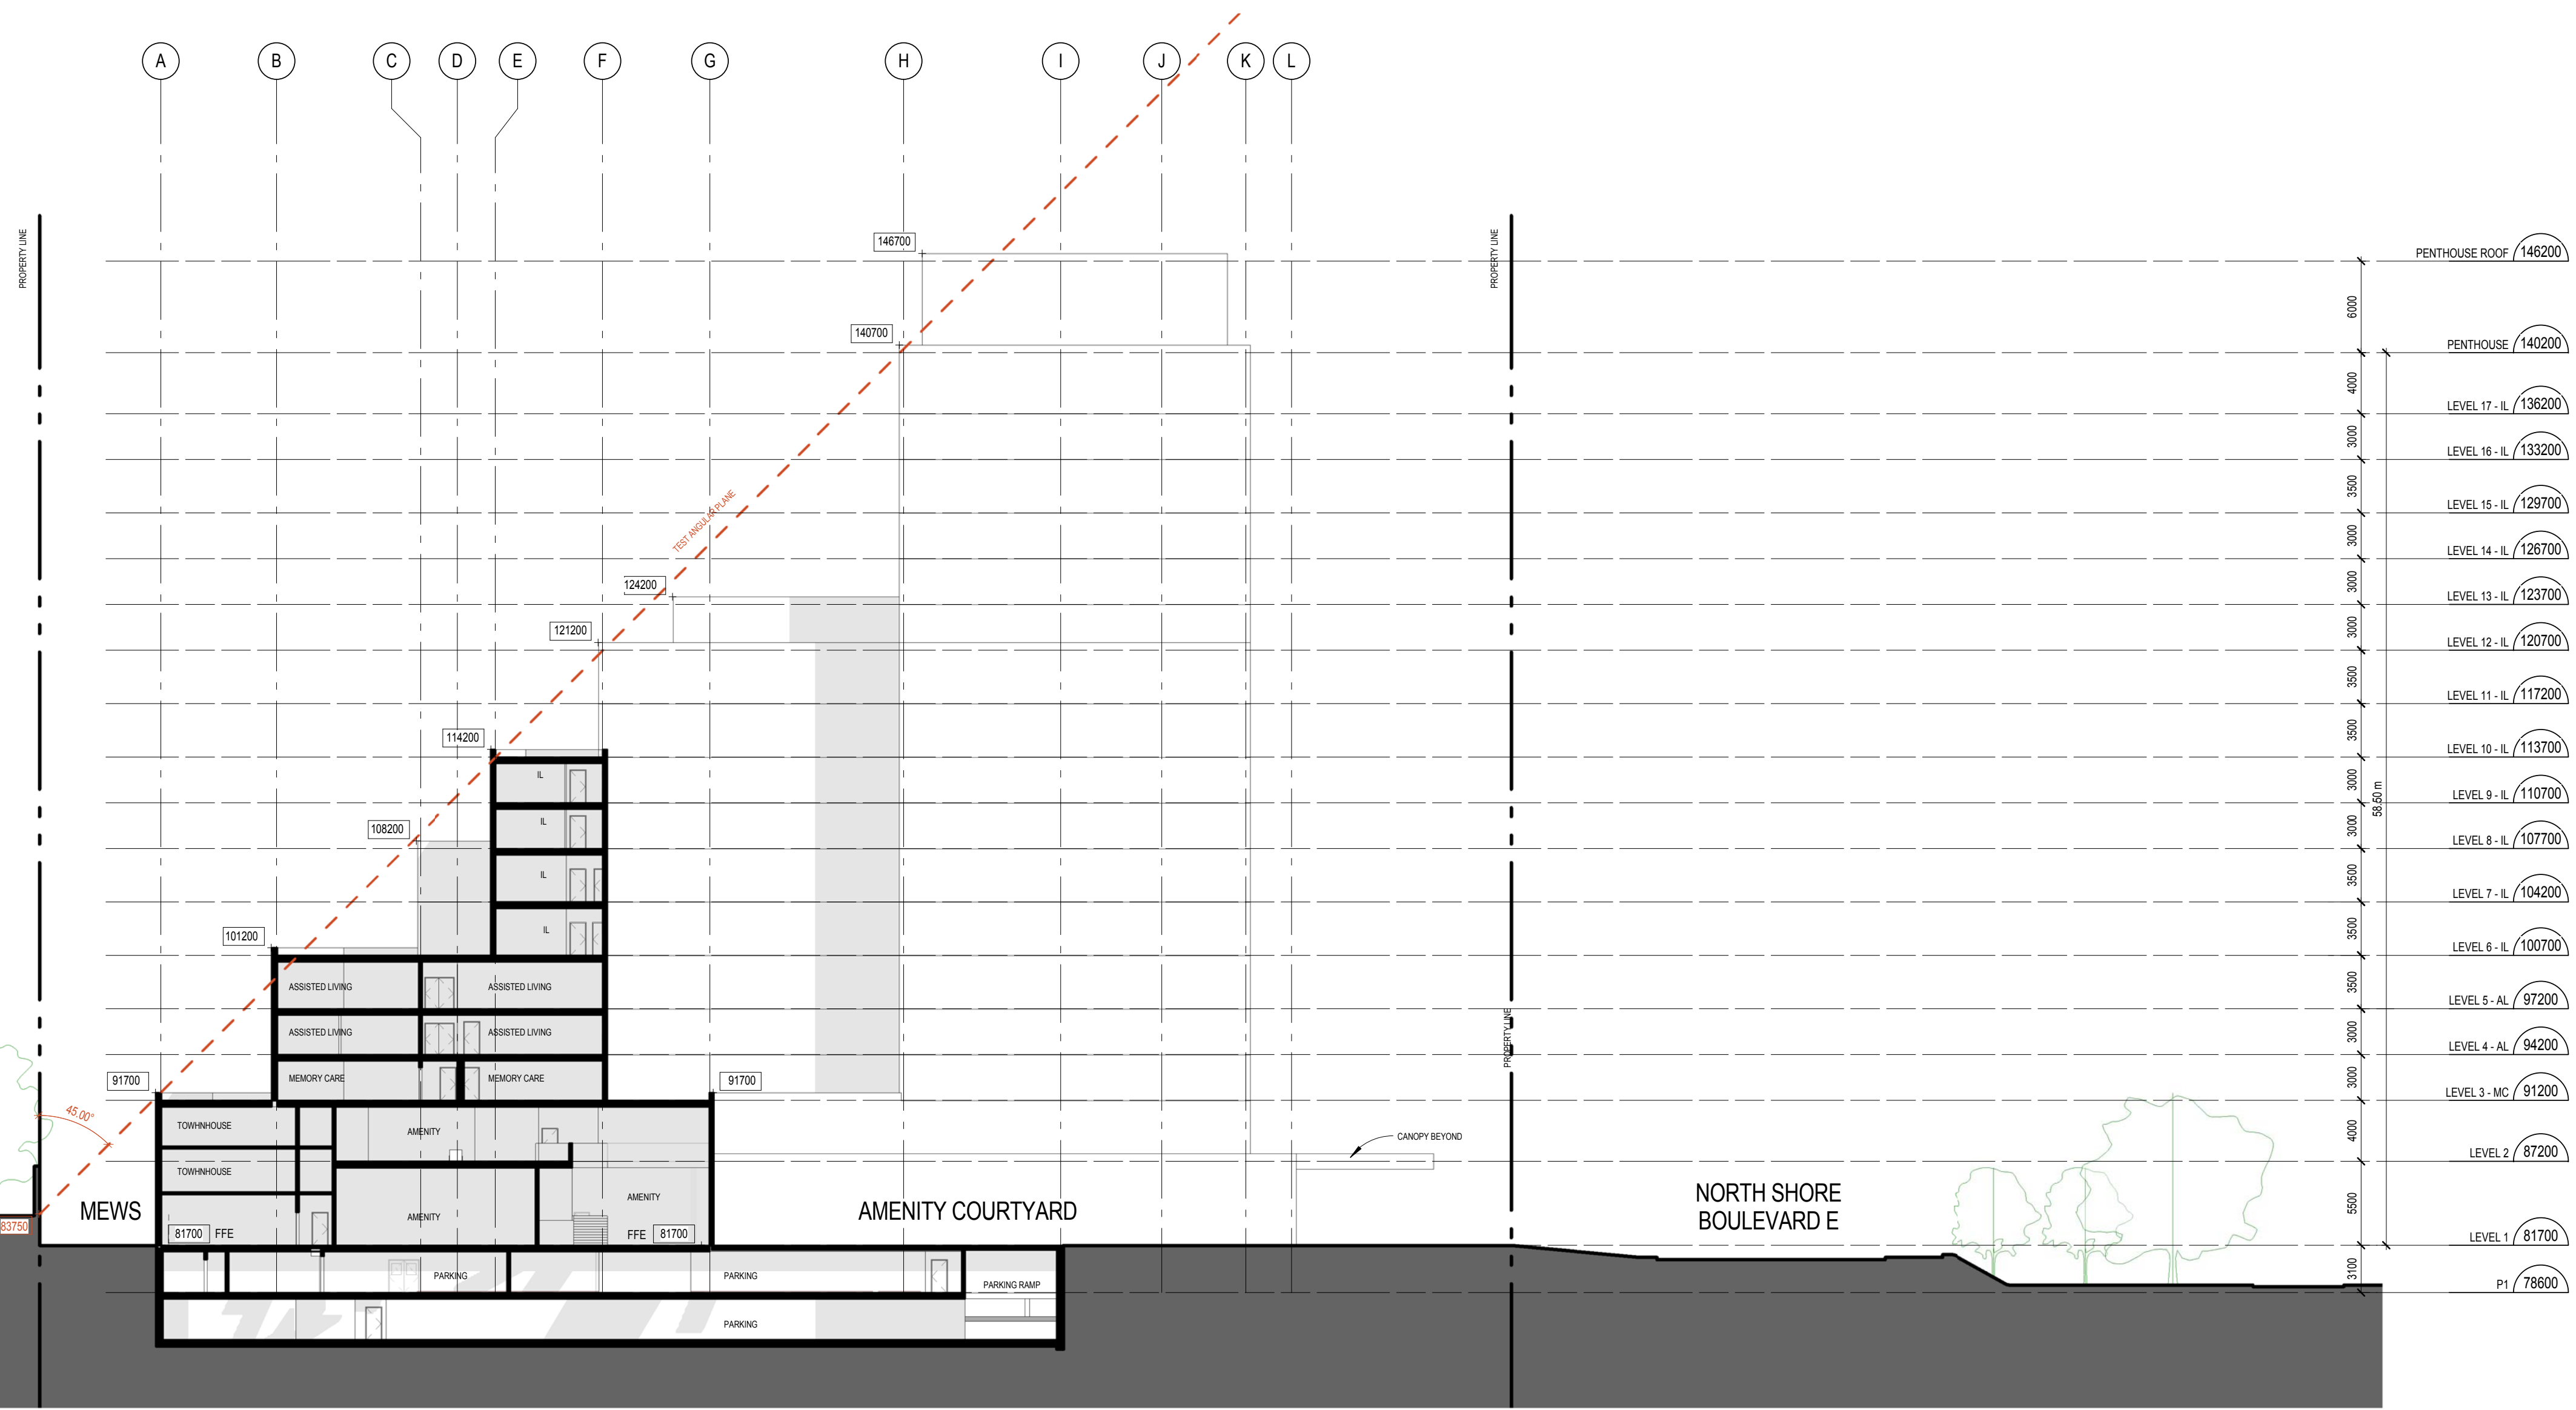 A B C D E F G H I J K L
PROPERTY LINE
PROPERTY LINE
146700
PENTHOUSE ROOF 146200
6000
140700
PENTHOUSE 140200
4000
LEVEL 17 - IL 136200
3000
LEVEL 16 - IL 133200
3500
TEST ANGULAR PLANE
LEVEL 15 - IL 129700
3000
LEVEL 14 - IL 126700
3000
124200
LEVEL 13 - IL 123700
3000
121200
LEVEL 12 - IL 120700
3500
LEVEL 11 - IL 117200
3500
114200
LEVEL 10 - IL 113700
IL
3000
58.50 m
LEVEL 9 - IL 110700
IL
3000
108200
LEVEL 8 - IL 107700
IL
3500
LEVEL 7 - IL 104200
IL
3500
101200
LEVEL 6 - IL 100700
ASSISTED LIVING ASSISTED LIVING
3500
LEVEL 5 - AL 97200
ASSISTED LIVING ASSISTED LIVING
PROPERTY LINE
3000
LEVEL 4 - AL 94200
MEMORY CARE MEMORY CARE
91700
91700
3000
LEVEL 3 - MC 91200
45.00°
TOWHNHOUSE
AMENITY
CANOPY BEYOND
4000
LEVEL 2 87200
TOWHNHOUSE
AMENITY
AMENITY
83750
MEWS
AMENITY COURTYARD
NORTH SHORE
BOULEVARD E
5500
81700 FFE
FFE 81700
LEVEL 1 81700
PARKING
PARKING
PARKING RAMP
3100
P1 78600
PARKING